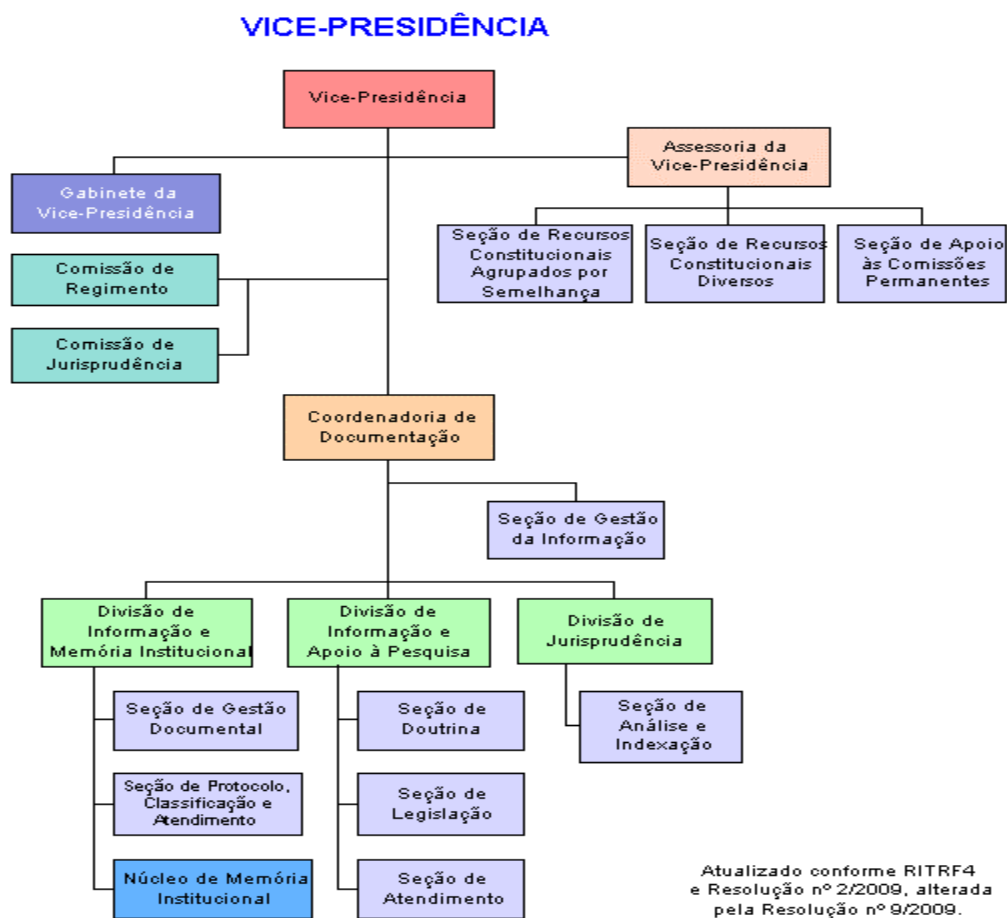 VICE-PRESIDÊNCIA
Vice-Presidência
Assessoria da
Vice-Presidência
Gabinete da
Vice-Presidência
Seção de Recursos
Constitucionais
Agrupados por
Semelhança
Seção de Recursos
Constitucionais
Diversos
Seção de Apoio
às Comissões
Permanentes
Comissão de
Regimento
Comissão de
Jurisprudência
Coordenadoria de
Documentação
Seção de Gestão
da Informação
Divisão de
Informação e
Memória Institucional
Divisão de
Informação e
Apoio à Pesquisa
Divisão de
Jurisprudência
Seção de Gestão
Documental
Seção de Protocolo,
Classificação e
Atendimento
Núcleo de Memória
Institucional
Seção de
Doutrina
Seção de
Legislação
Seção de
Atendimento
Seção de
Análise e
Indexação
Atualizado conforme RITRF4
e Resolução nº 2/2009, alterada
pela Resolução nº 9/2009.